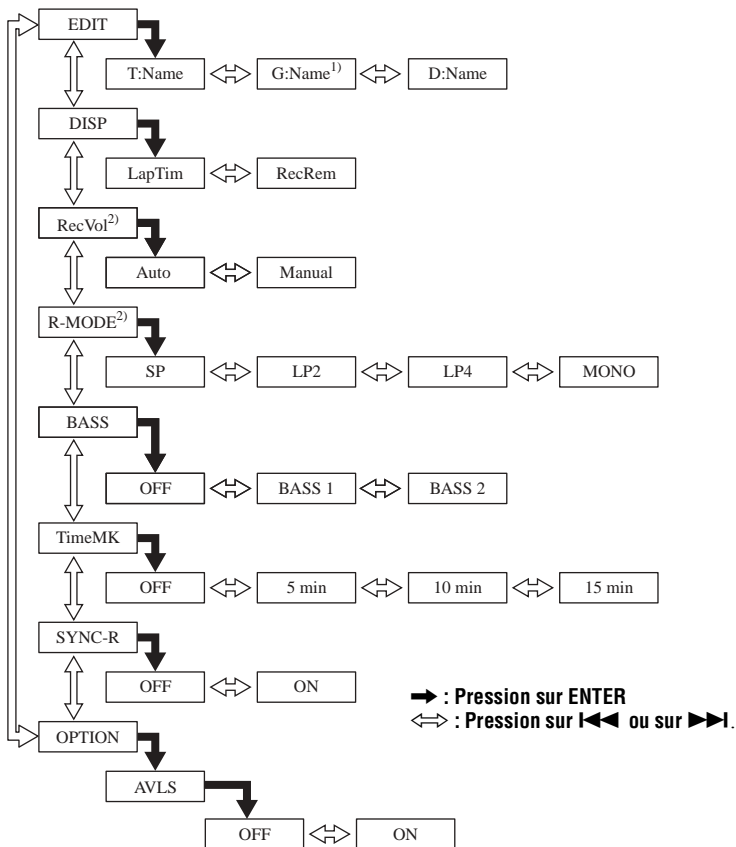 EDIT
T:Name G:Name1) D:Name
DISP
LapTim RecRem
RecVol2)
Auto Manual
R-MODE2)
SP LP2 LP4 MONO
BASS
OFF BASS 1 BASS 2
TimeMK
OFF 5 min 10 min 15 min
SYNC-R
OFF ON
: Pression sur ENTER
: Pression sur ou sur .
OPTION
AVLS
OFF ON